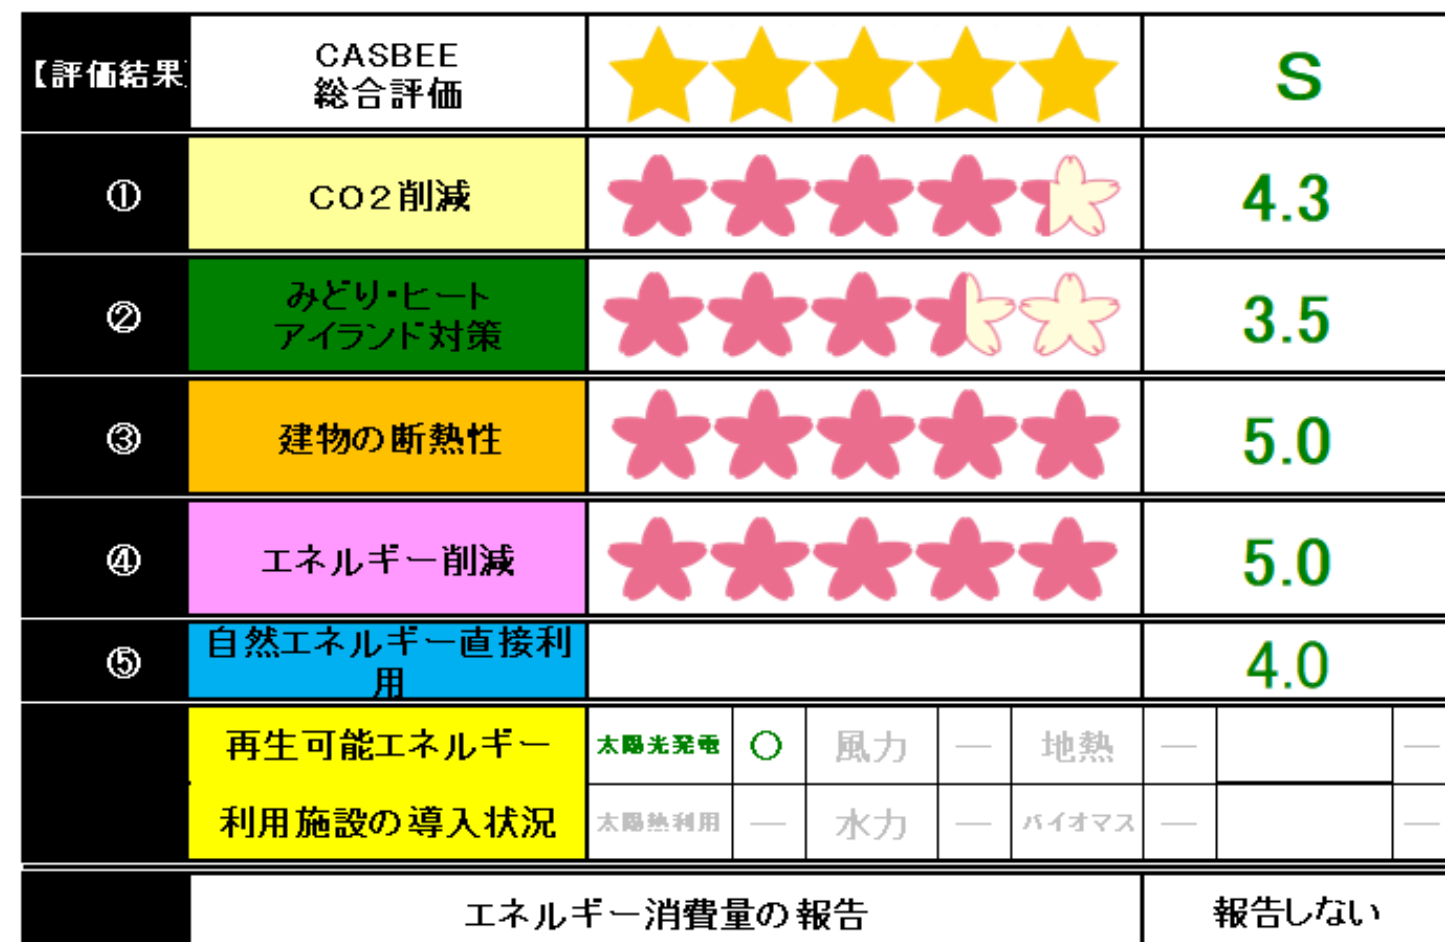 【評価結果】
CASBEE
総合評価
S
①
CO2削減
4.3
②
みどり・ヒート
アイランド対策
3.5
③
建物の断熱性
5.0
④
エネルギー削減
5.0
⑤
自然エネルギー直接利
用
4.0
再生可能エネルギー
利用施設の導入状況
太陽光発電 ○ 風力 — 地熱 — —
太陽熱利用 — 水力 — バイオマス — —
エネルギー消費量の報告
報告しない